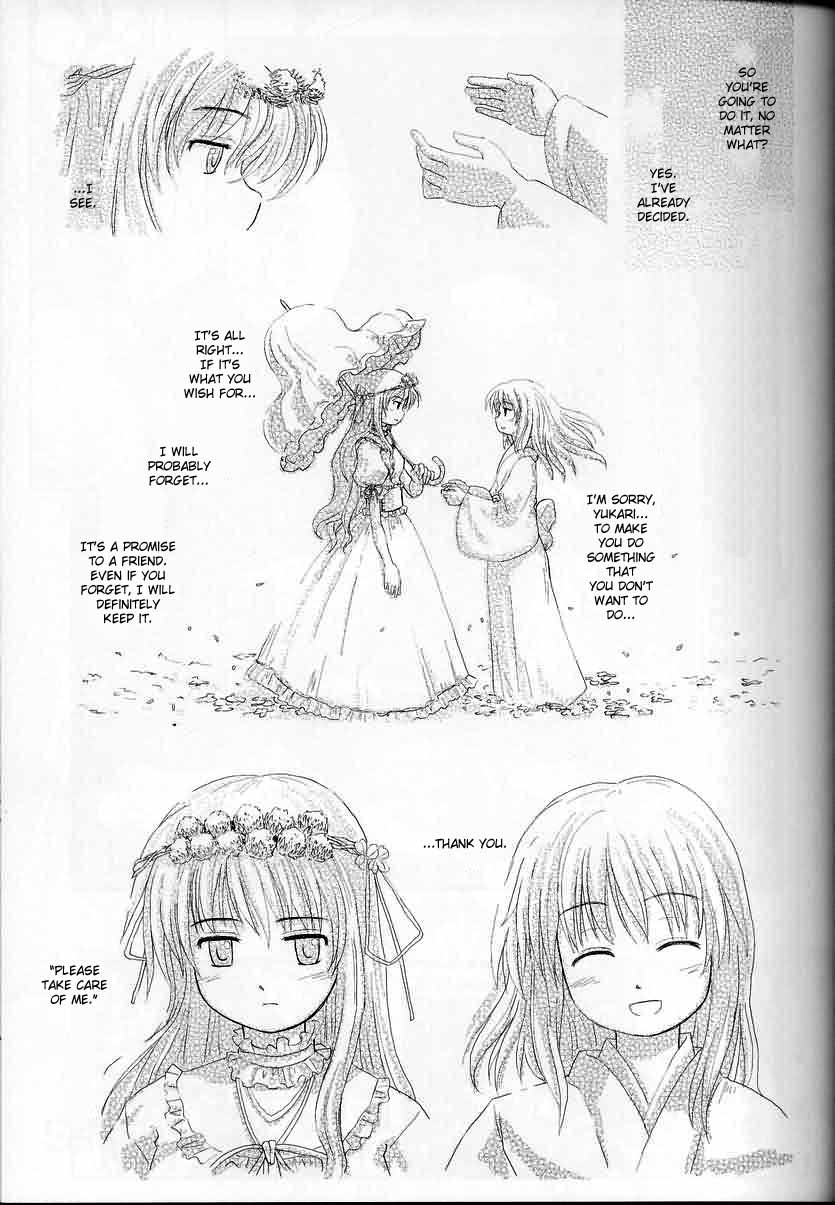 SO
YOU'RE
GOING TO
DO IT, NO
MATTER
WHAT?
YES.
I'VE
ALREADY
DECIDED.
...I
SEE.
IT'S ALL
RIGHT...
IF IT'S
WHAT YOU
WISH FOR...
I'M SORRY,
YUKARI...
TO MAKE
YOU DO
SOMETHING
THAT
YOU DON'T
WANT TO
DO...
I WILL
PROBABLY
FORGET...
IT'S A PROMISE
TO A FRIEND.
EVEN IF YOU
FORGET, I WILL
DEFINITELY
KEEP IT.
...THANK YOU.
"PLEASE
TAKE CARE
OF ME."